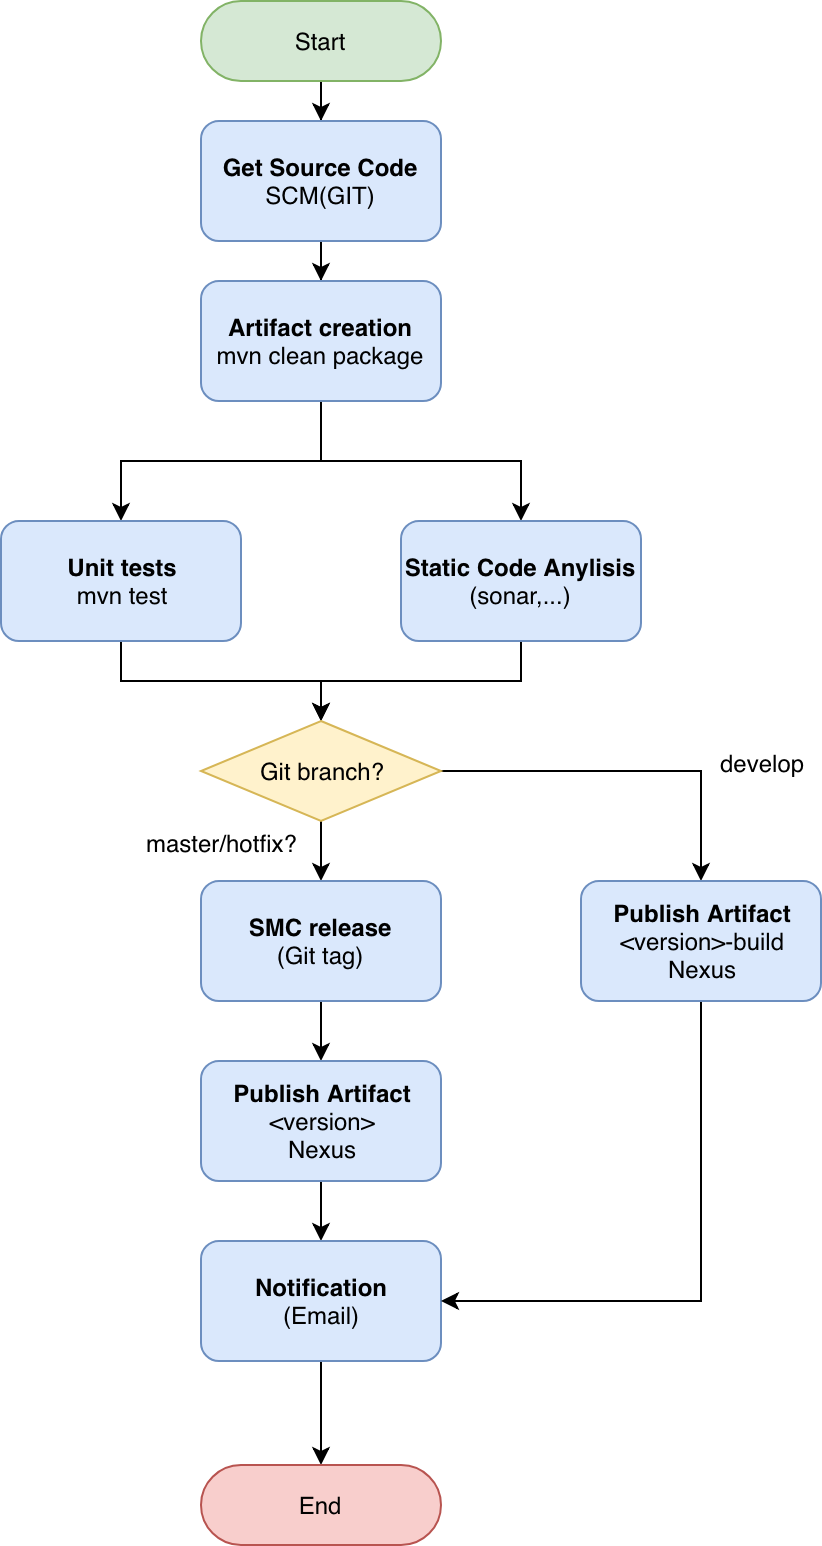 Start
Get Source Code
SCM(GIT)
Artifact creation
mvn clean package
Unit tests
mvn test
Static Code Anylisis
(sonar,...)
Git branch?
develop
master/hotfix?
SMC release
(Git tag)
Publish Artifact
<version>-build
Nexus
Publish Artifact
<version>
Nexus
Notification
(Email)
End